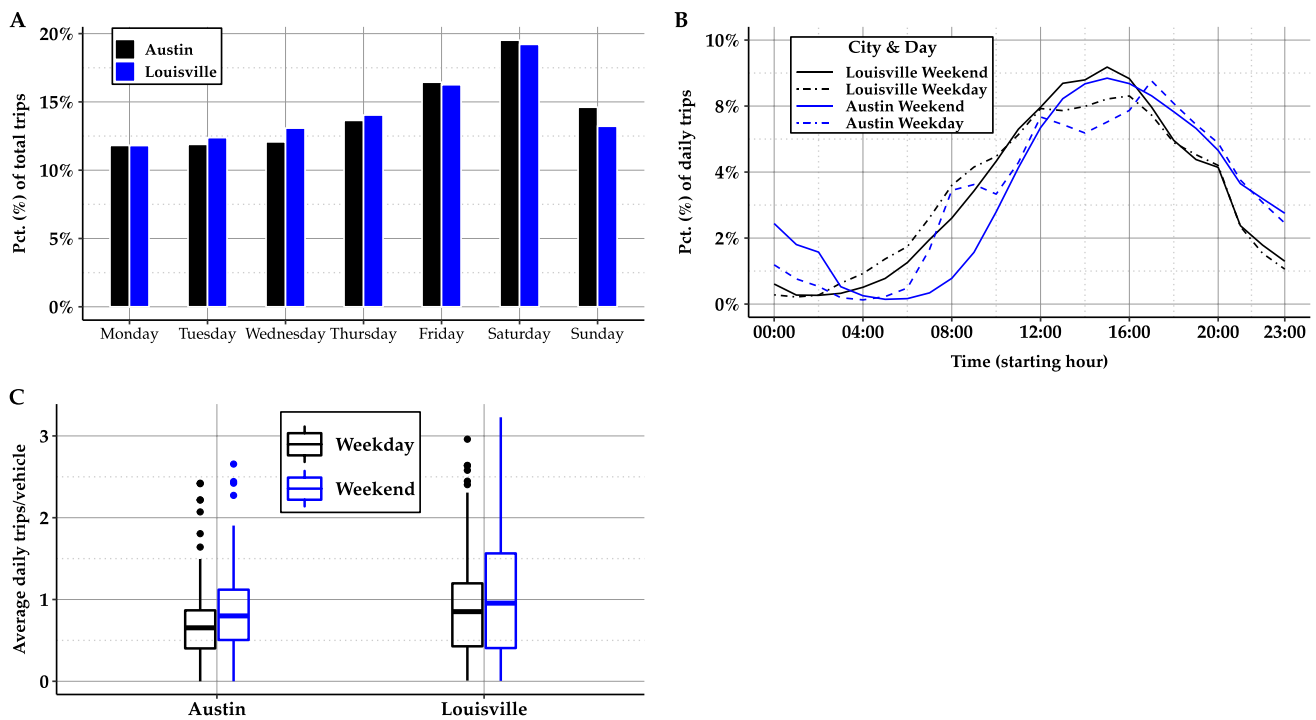 A
Pct. (%) of total trips
20%
15%
10%
5%
0%
Austin
Louisville
Monday Tuesday Wednesday Thursday Friday Saturday Sunday
B
Pct. (%) of daily trips
10%
8%
4%
2%
0%
City & Day
Louisville Weekend
Louisville Weekday
Austin Weekend
Austin Weekday
00:00 04:00 08:00 12:00 16:00 20:00 23:00
Time (starting hour)
C
Average daily trips/vehicle
3
2
1
0
Weekday
Weekend
Austin Louisville